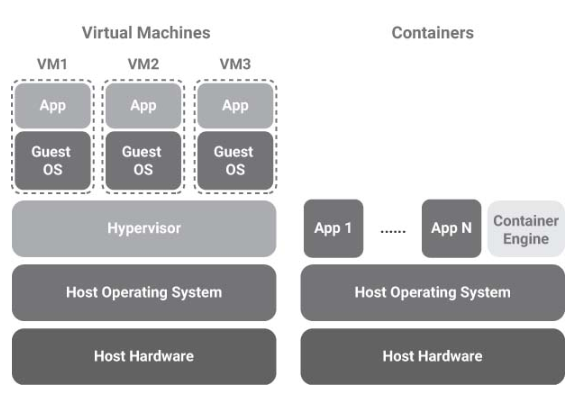 Virtual Machines
VM1 VM2 VM3
App App App
Guest Guest Guest
OS OS OS
Hypervisor
Host Operating System
Host Hardware
Containers
App 1 ...... App N Container
Engine
Host Operating System
Host Hardware